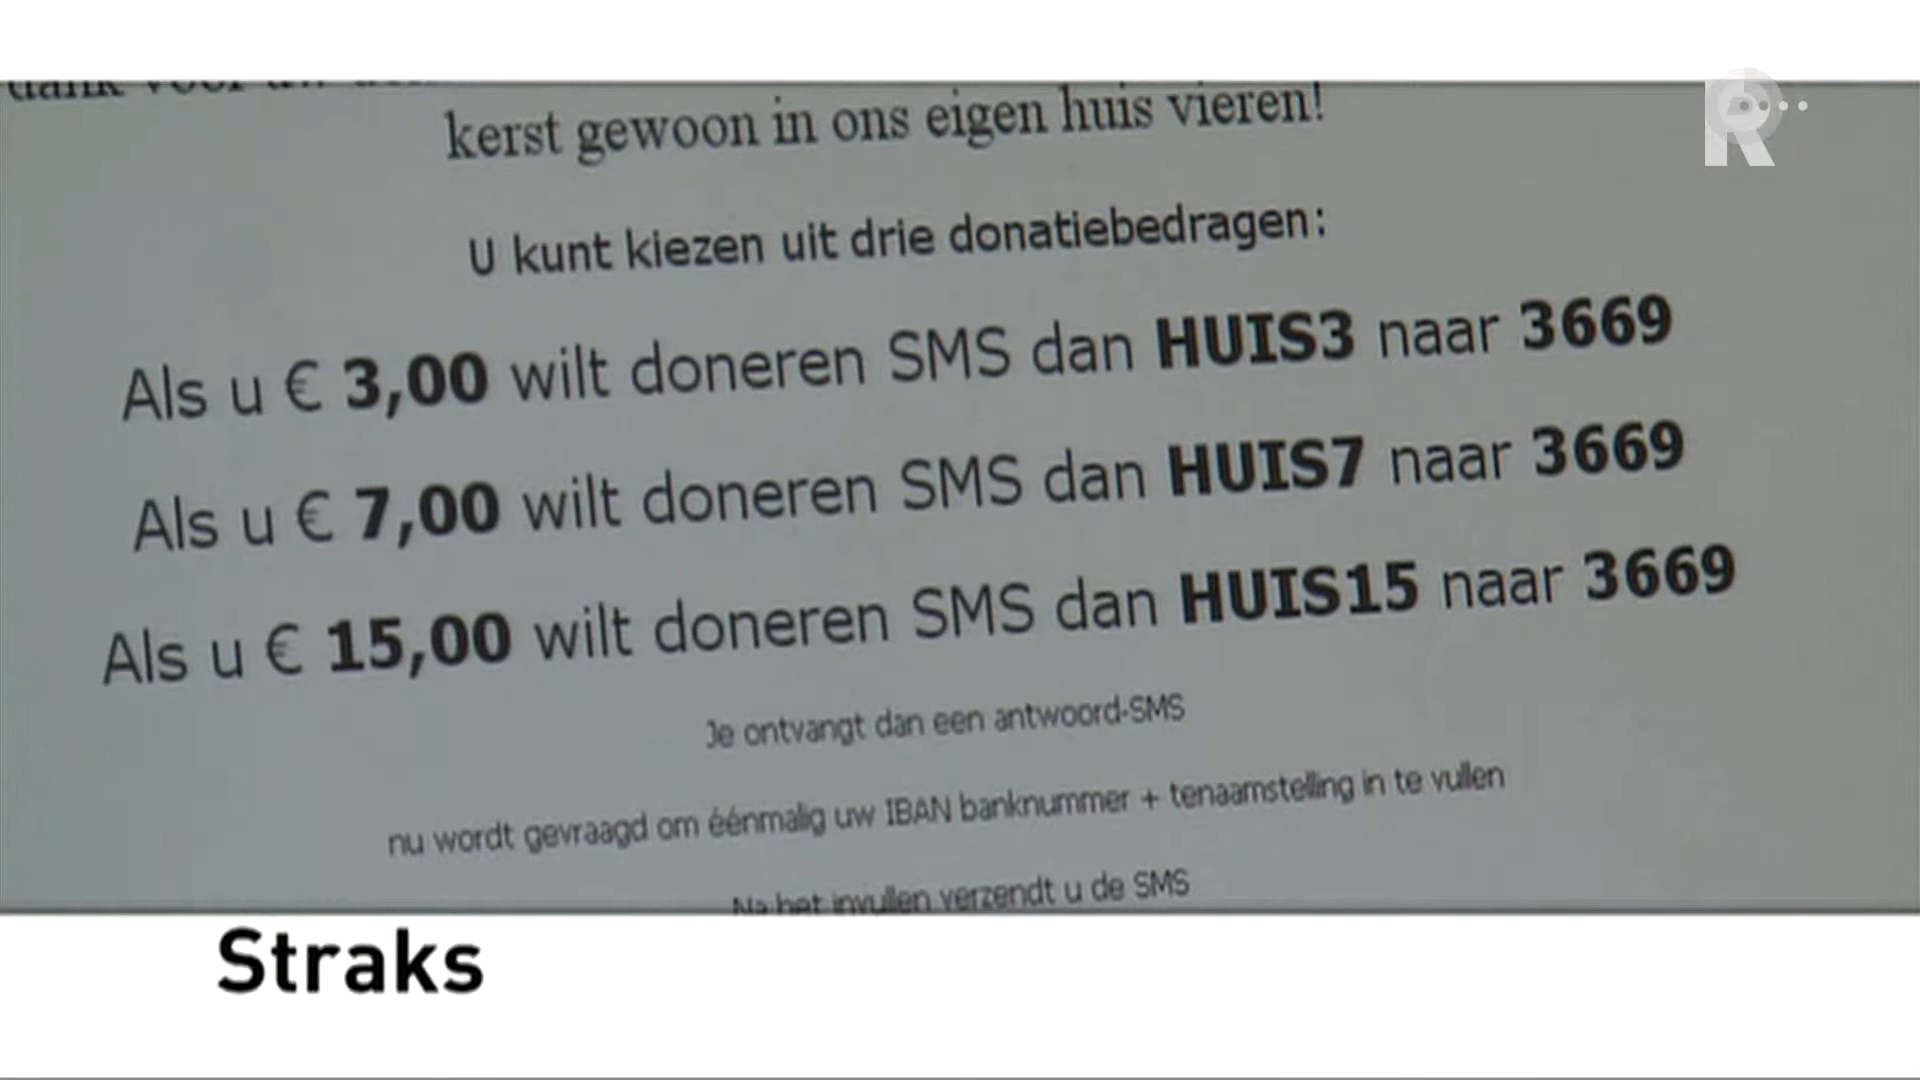 dank voor uw
kerst gewoon in ons eigen huis vieren!
U kunt kiezen uit drie donatiebedragen:
Als u € 3,00 wilt doneren SMS dan HUIS3 naar 3669
Als u € 7,00 wilt doneren SMS dan HUIS7 naar 3669
Als u € 15,00 wilt doneren SMS dan HUIS15 naar 3669
Je ontvangt dan een antwoord-SMS
nu wordt gevraagd om éénmalig uw IBAN banknummer + tenaamstelling in te vullen
Na het invullen verzendt u de SMS
Straks